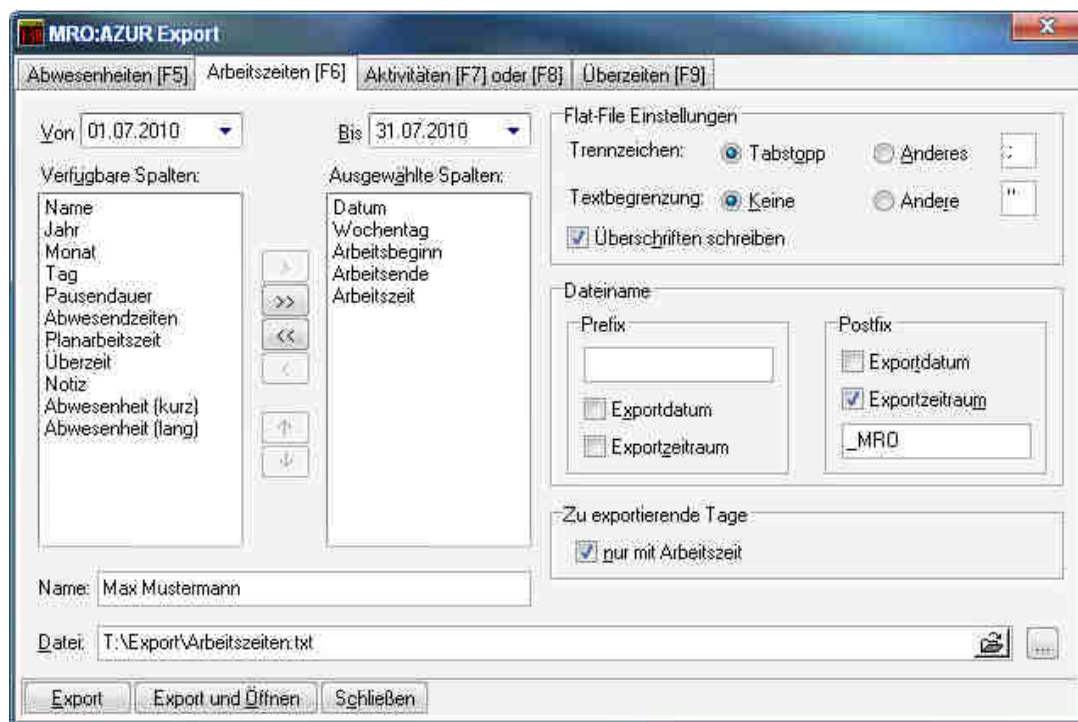 MRO:AZUR Export
Abwesenheiten [F5] Arbeitszeiten [F6] Aktivitäten [F7] oder [F8] Überzeiten [F9]
Von 01.07.2010 Bis 31.07.2010
Verfügbare Spalten:
Name
Jahr
Monat
Tag
Pausendauer
Abwesendzeiten
Planarbeitszeit
Überzeit
Notiz
Abwesenheit (kurz)
Abwesenheit (lang)
>
>>
<<
<
Ausgewählte Spalten:
Datum
Wochentag
Arbeitsbeginn
Arbeitsende
Arbeitszeit
Flat-File Einstellungen
Trennzeichen: Tabstopp Anderes ;
Textbegrenzung: Keine Andere "
Überschriften schreiben
Dateiname
Prefix
Exportdatum
Exportzeitraum
Postfix
Exportdatum
Exportzeitraum
_MRO
Zu exportierende Tage
nur mit Arbeitszeit
Name: Max Mustermann
Datei: T:\Export\Arbeitszeiten.txt ...
Export Export und Öffnen Schließen